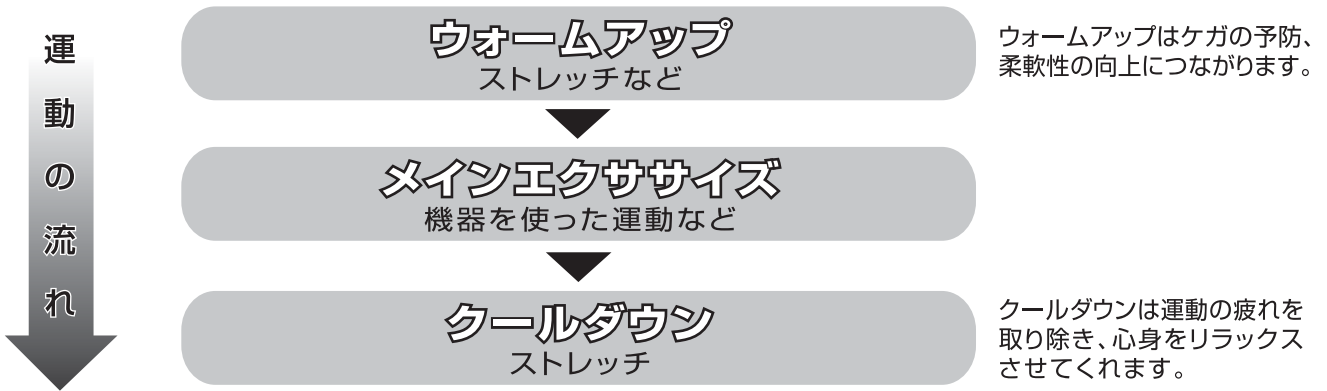 運動の流れ
ウォームアップ
ストレッチなど
ウォームアップはケガの予防、
柔軟性の向上につながります。
メインエクササイズ
機器を使った運動など
クールダウン
ストレッチ
クールダウンは運動の疲れを
取り除き、心身をリラックス
させてくれます。